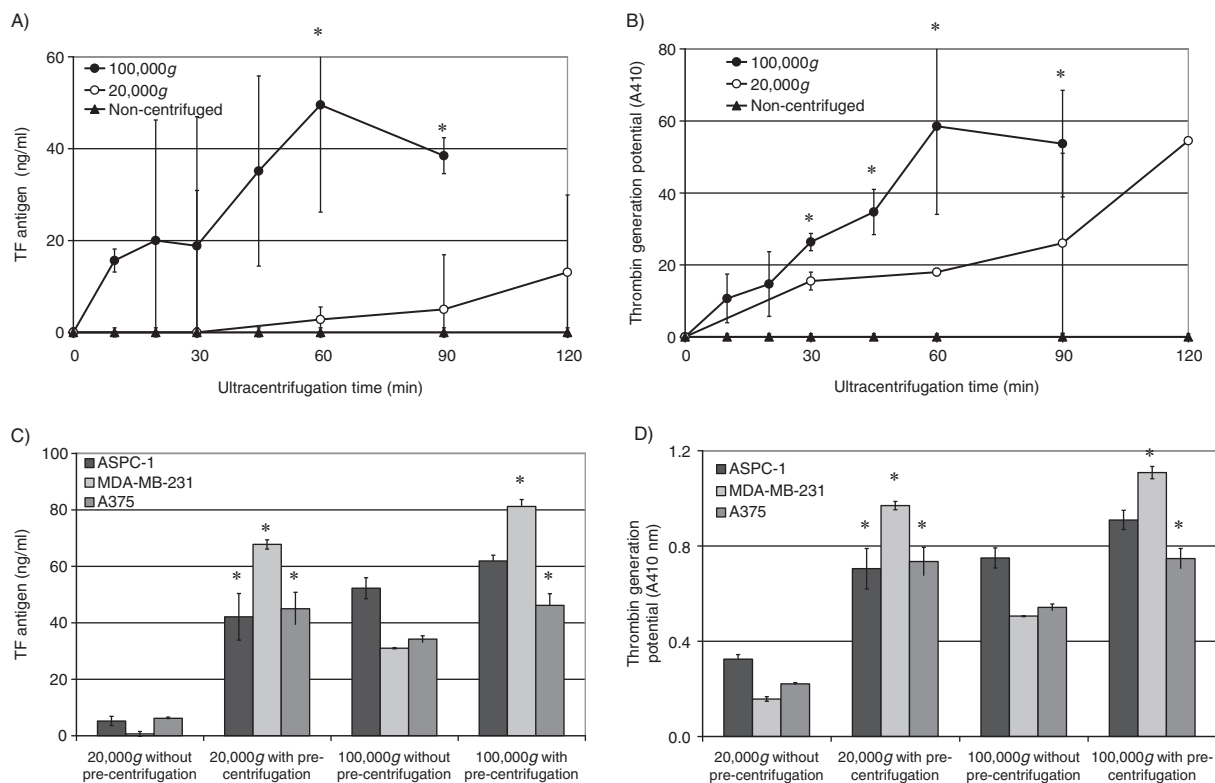 A)
*
60
100,000g
20,000g
Non-centrifuged
*
40
20
0
TF antigen (ng/ml)
0 30 60 90 120
Ultracentrifugation time (min)
B)
*
80
100,000g
20,000g
Non-centrifuged
*
60
*
40
*
20
0
Thrombin generation potential (A410)
0 30 60 90 120
Ultracentrifugation time (min)
C)
100
ASPC-1
MDA-MB-231
A375
80
60
40
20
0
TF antigen (ng/ml)
* * *
* *
20,000g without pre-centrifugation
20,000g with pre-centrifugation
100,000g without pre-centrifugation
100,000g with pre-centrifugation
D)
1.2
ASPC-1
MDA-MB-231
A375
0.8
0.4
0.0
Thrombin generation
potential (A410 nm)
* * *
* *
20,000g without pre-centrifugation
20,000g with pre-centrifugation
100,000g without pre-centrifugation
100,000g with pre-centrifugation